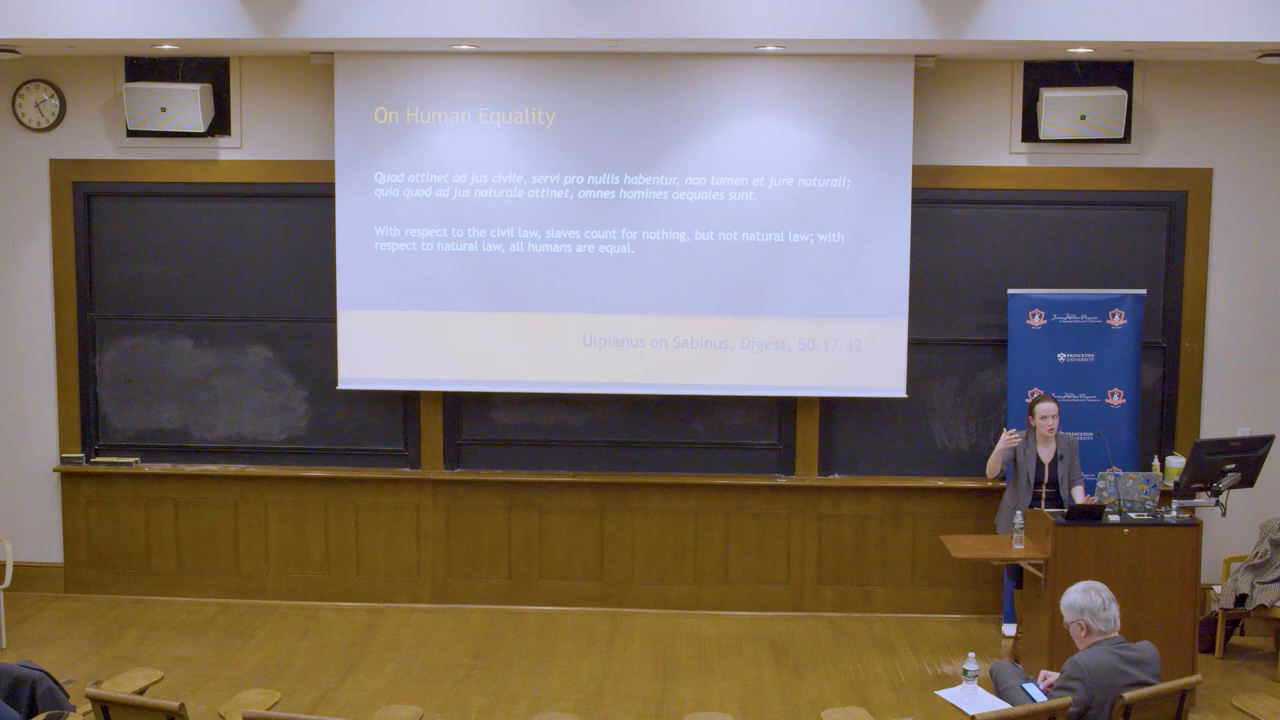 On Human Equality
Quod attinet ad jus civile, servi pro nullis habentur, non tamen et jure naturali;
quia quod ad jus naturale attinet, omnes homines aequales sunt.
With respect to the civil law, slaves count for nothing, but not natural law; with
respect to natural law, all humans are equal.
Ulpianus on Sabinus, Digest, 50.17.32
PRINCETON
UNIVERSITY